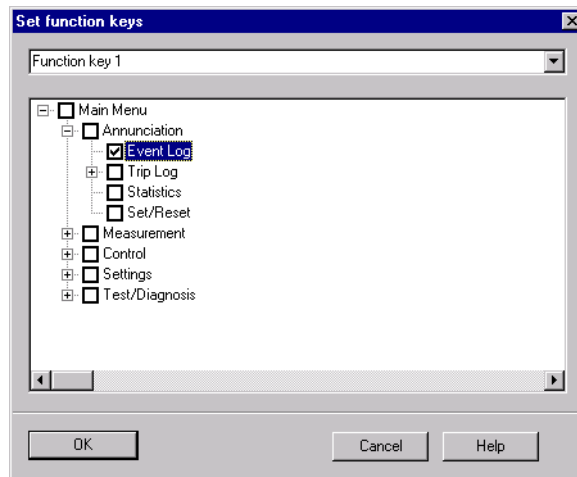 Set function keys
Function key 1
Main Menu
Annunciation
Event Log
Trip Log
Statistics
Set/Reset
Measurement
Control
Settings
Test/Diagnosis
OK Cancel Help